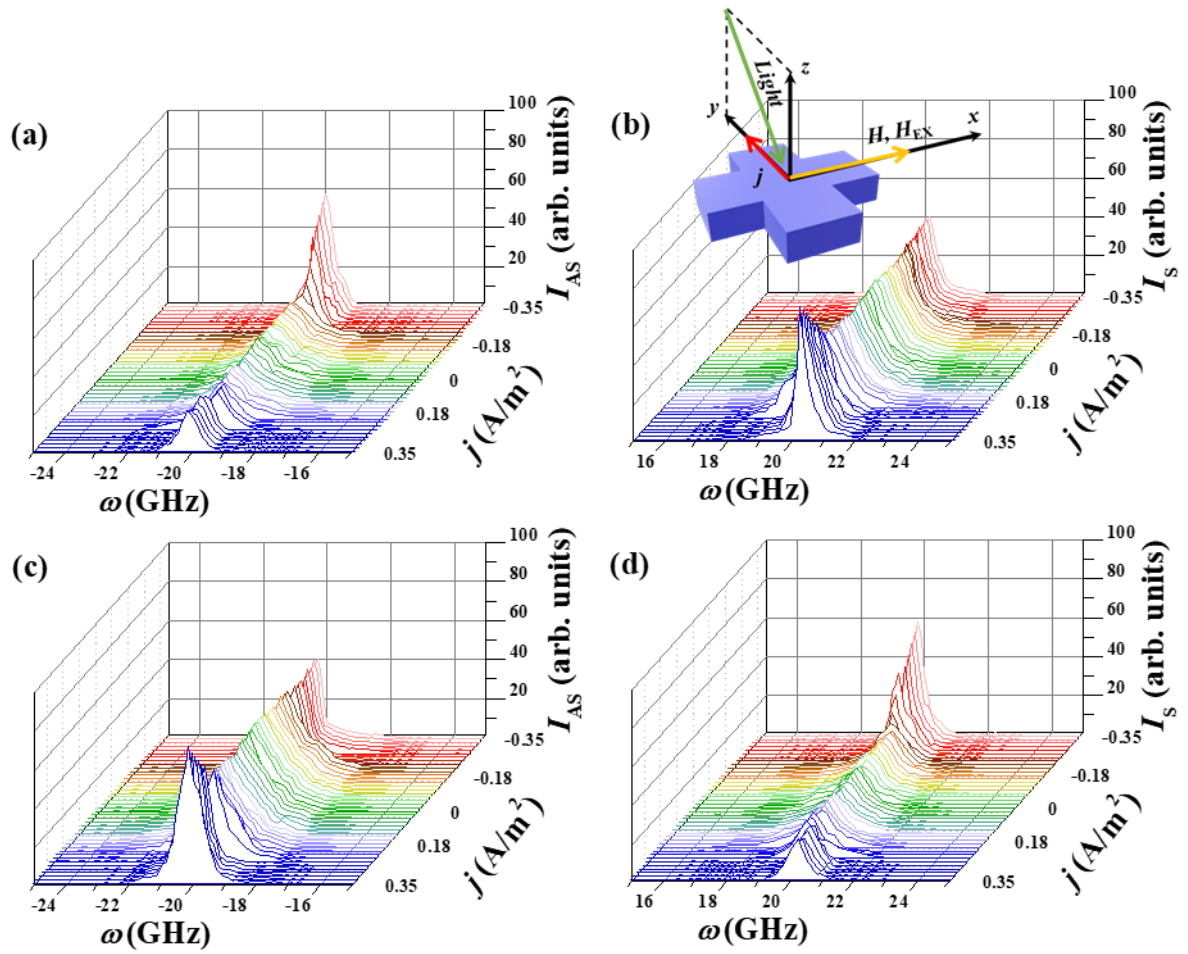 (a)
100
80
60
40
20
I_AS (arb. units)
-0.35
-0.18
0
0.18
0.35
j (A/m²)
-24
-22
-20
-18
-16
ω (GHz)
(b)
Light
z
y
x
j
H, H_EX
100
80
60
40
20
I_S (arb. units)
-0.35
-0.18
0
0.18
0.35
j (A/m²)
16
18
20
22
24
ω (GHz)
(c)
100
80
60
40
20
I_AS (arb. units)
-0.35
-0.18
0
0.18
0.35
j (A/m²)
-24
-22
-20
-18
-16
ω (GHz)
(d)
100
80
60
40
20
I_S (arb. units)
-0.35
-0.18
0
0.18
0.35
j (A/m²)
16
18
20
22
24
ω (GHz)